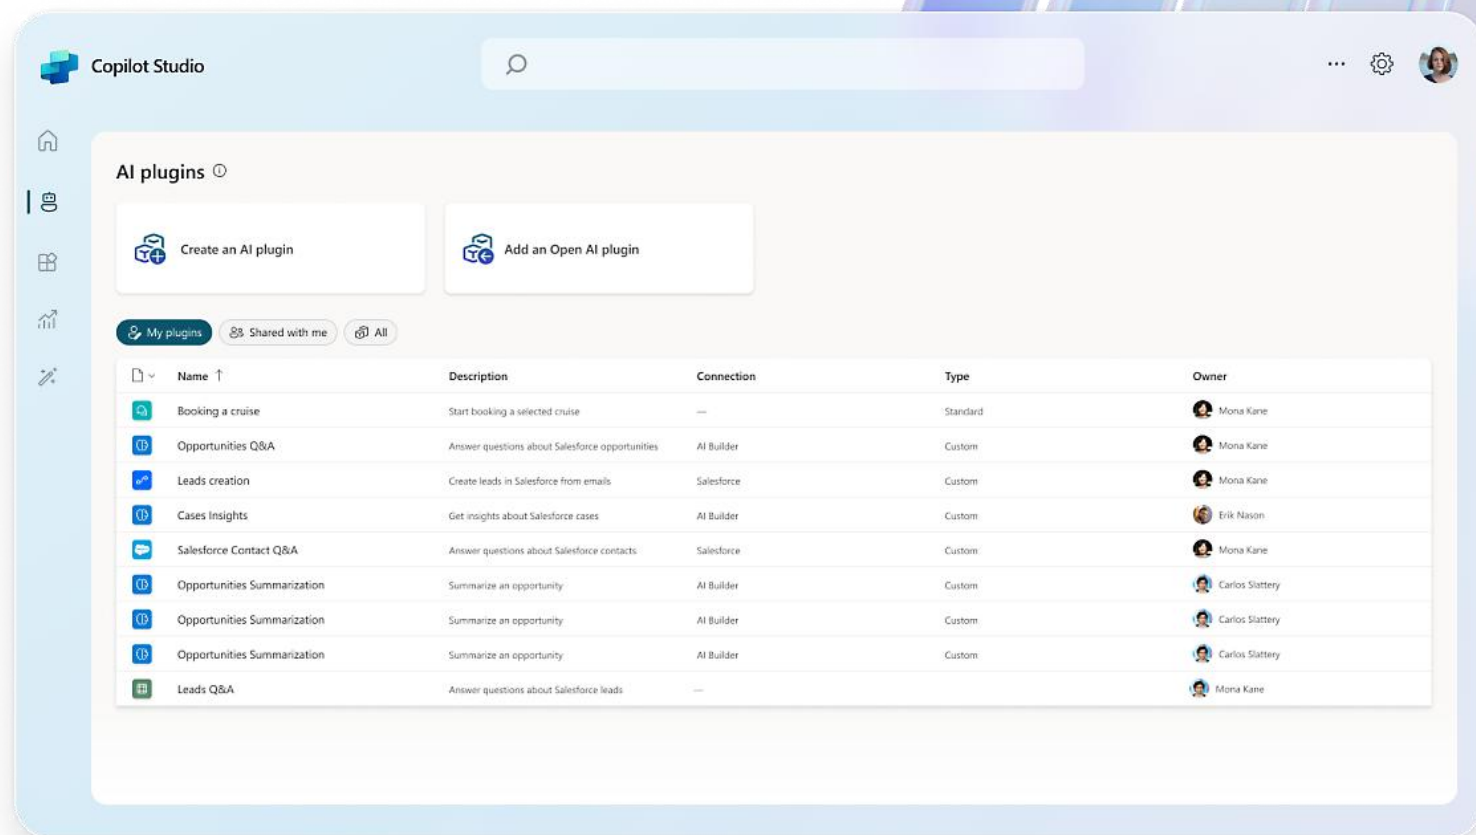 Copilot Studio
AI plugins
Create an AI plugin
Add an Open AI plugin
My plugins Shared with me All
Name ↑ Description Connection Type Owner
Booking a cruise Start booking a selected cruise — Standard Mona Kane
Opportunities Q&A Answer questions about Salesforce opportunities AI Builder Custom Mona Kane
Leads creation Create leads in Salesforce from emails Salesforce Custom Mona Kane
Cases Insights Get insights about Salesforce cases AI Builder Custom Erik Nason
Salesforce Contact Q&A Answer questions about Salesforce contacts Salesforce Custom Mona Kane
Opportunities Summarization Summarize an opportunity AI Builder Custom Carlos Slattery
Opportunities Summarization Summarize an opportunity AI Builder Custom Carlos Slattery
Opportunities Summarization Summarize an opportunity AI Builder Custom Carlos Slattery
Leads Q&A Answer questions about Salesforce leads — Mona Kane